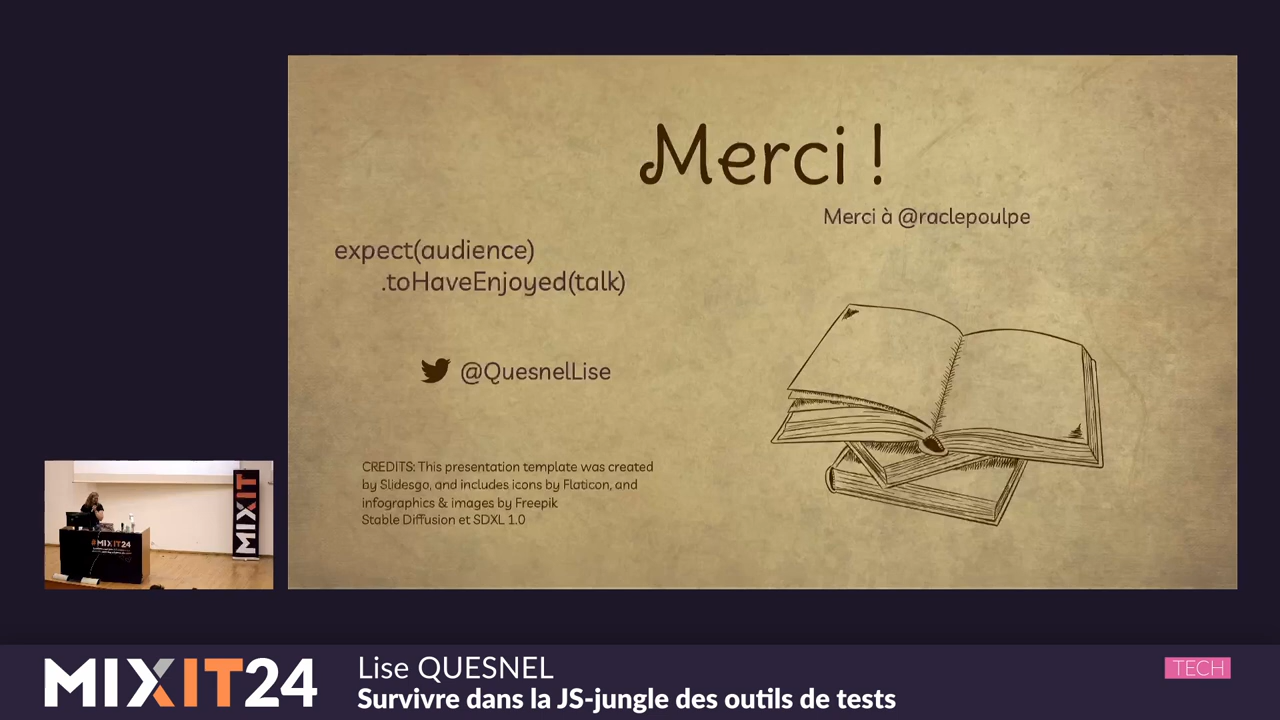 Merci !
Merci à @raclepoulpe
expect(audience)
.toHaveEnjoyed(talk)
@QuesnelLise
CREDITS: This presentation template was created
by Slidesgo, and includes icons by Flaticon, and
infographics & images by Freepik
Stable Diffusion et SDXL 1.0
MIXIT
#MIXIT24
MIXIT24
Lise QUESNEL
Survivre dans la JS-jungle des outils de tests
TECH